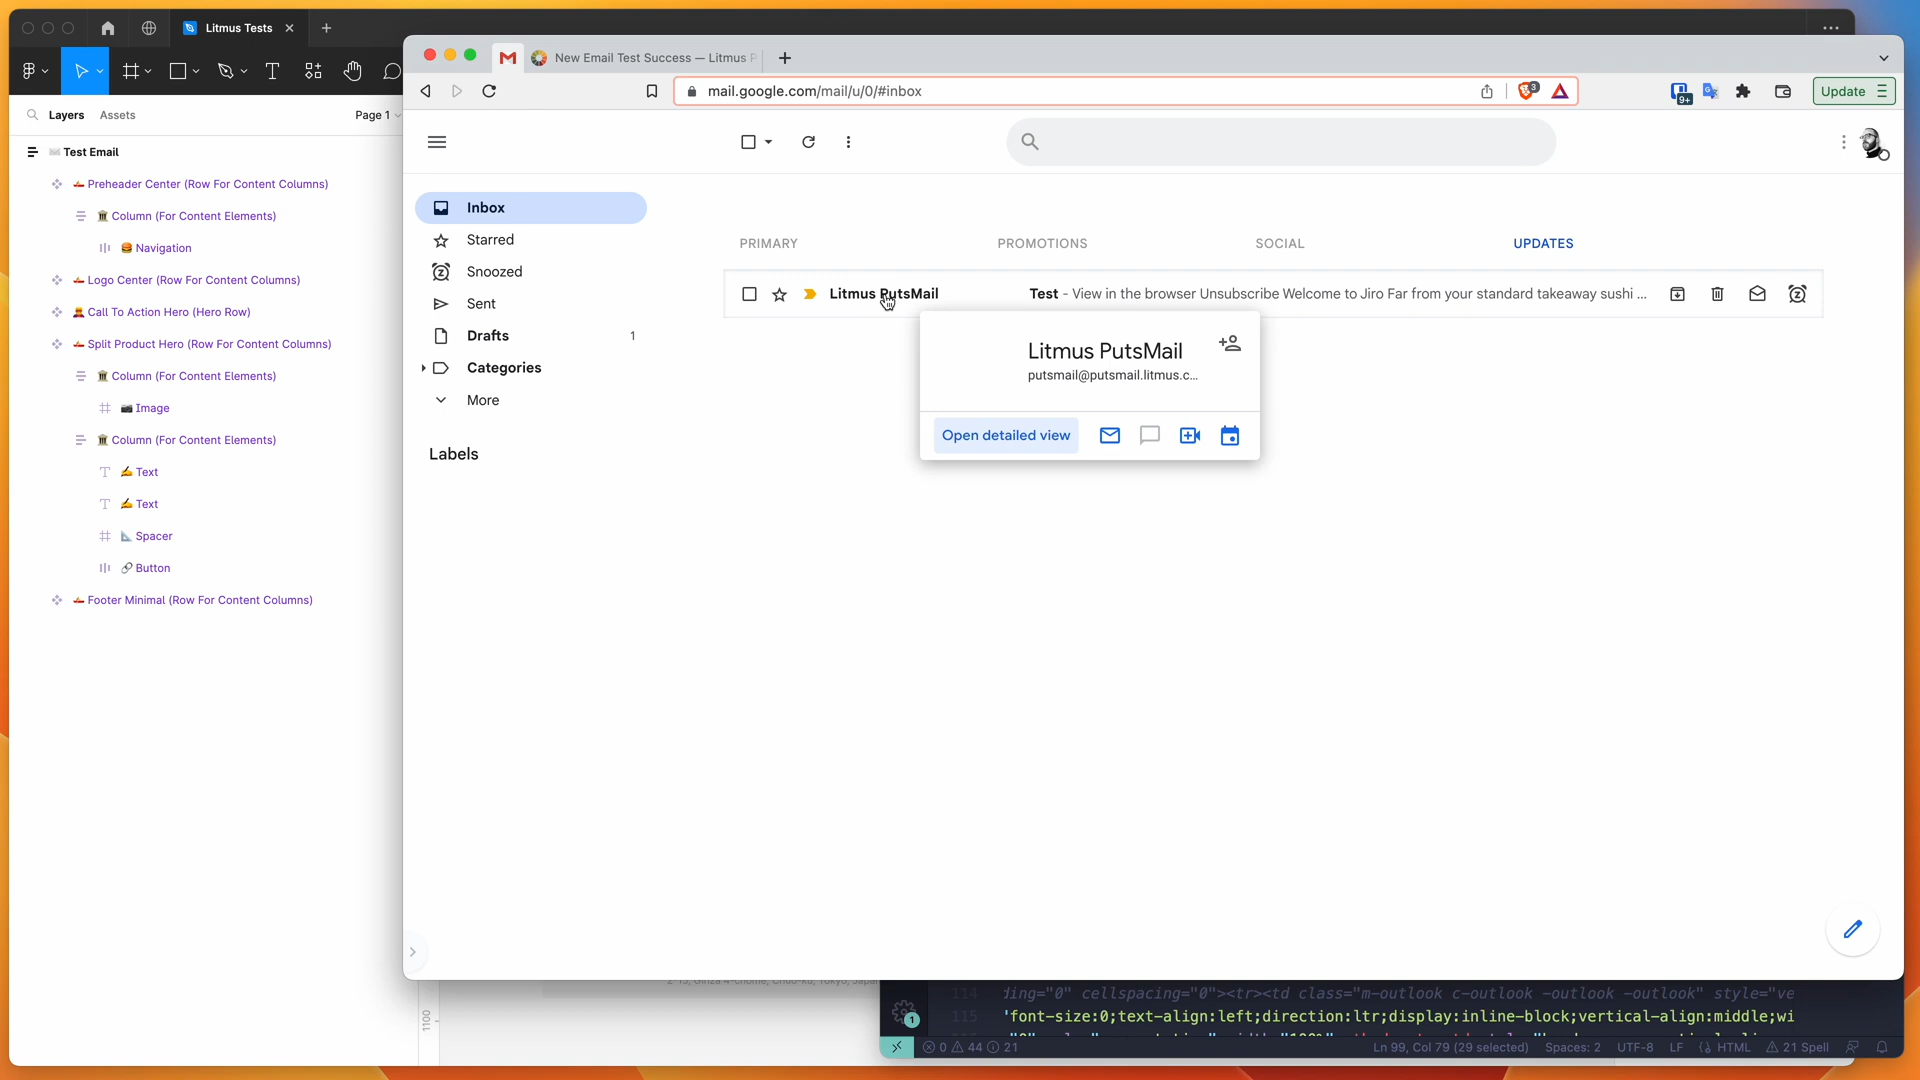 Litmus Tests
New Email Test Success — Litmus P
mail.google.com/mail/u/0/#inbox
3
9+
Update
Layers
Assets
Page 1
Test Email
Preheader Center (Row For Content Columns)
Column (For Content Elements)
Navigation
Logo Center (Row For Content Columns)
Call To Action Hero (Hero Row)
Split Product Hero (Row For Content Columns)
Column (For Content Elements)
Image
Column (For Content Elements)
Text
Text
Spacer
Button
Footer Minimal (Row For Content Columns)
Inbox
Starred
Snoozed
Sent
Drafts 1
Categories
More
Labels
PRIMARY PROMOTIONS SOCIAL UPDATES
Litmus PutsMail Test - View in the browser Unsubscribe Welcome to Jiro Far from your standard takeaway sushi ...
Litmus PutsMail
putsmail@putsmail.litmus.c...
Open detailed view
1100
1
114 ding="0" cellspacing="0"><tr><td class="m-outlook c-outlook -outlook -outlook" style="ve
115 'font-size:0;text-align:left;direction:ltr;display:inline-block;vertical-align:middle;wi
0 44 21 Ln 99, Col 79 (29 selected) Spaces: 2 UTF-8 LF HTML 21 Spell